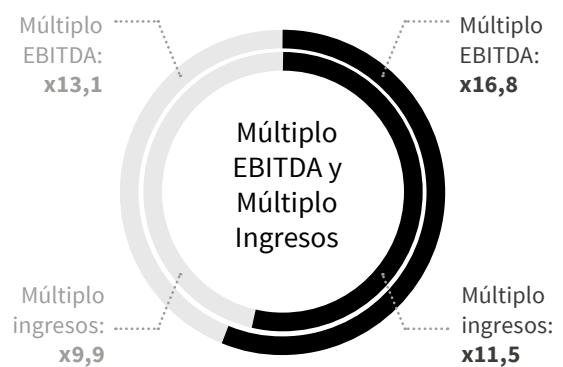 Múltiplo
EBITDA:
x13,1
Múltiplo
EBITDA:
x16,8
Múltiplo
EBITDA y
Múltiplo
Ingresos
Múltiplo
ingresos:
x9,9
Múltiplo
ingresos:
x11,5